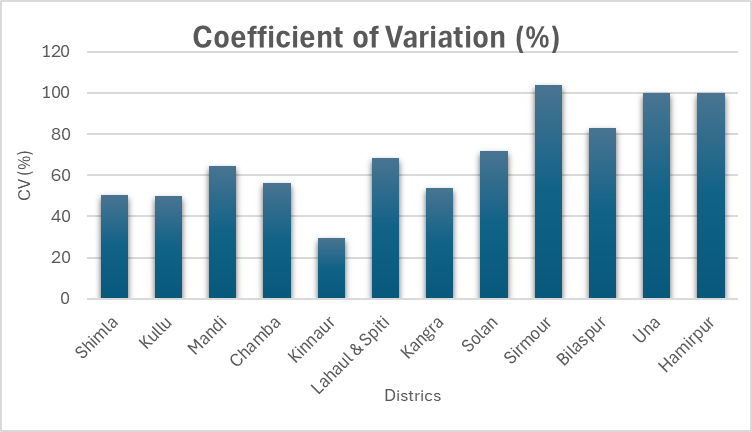 Coefficient of Variation (%)
120
100
80
60
40
20
0
CV (%)
Shimla
Kullu
Mandi
Chamba
Kinnaur
Lahaul & Spiti
Kangra
Solan
Sirmour
Bilaspur
Una
Hamirpur
Districs